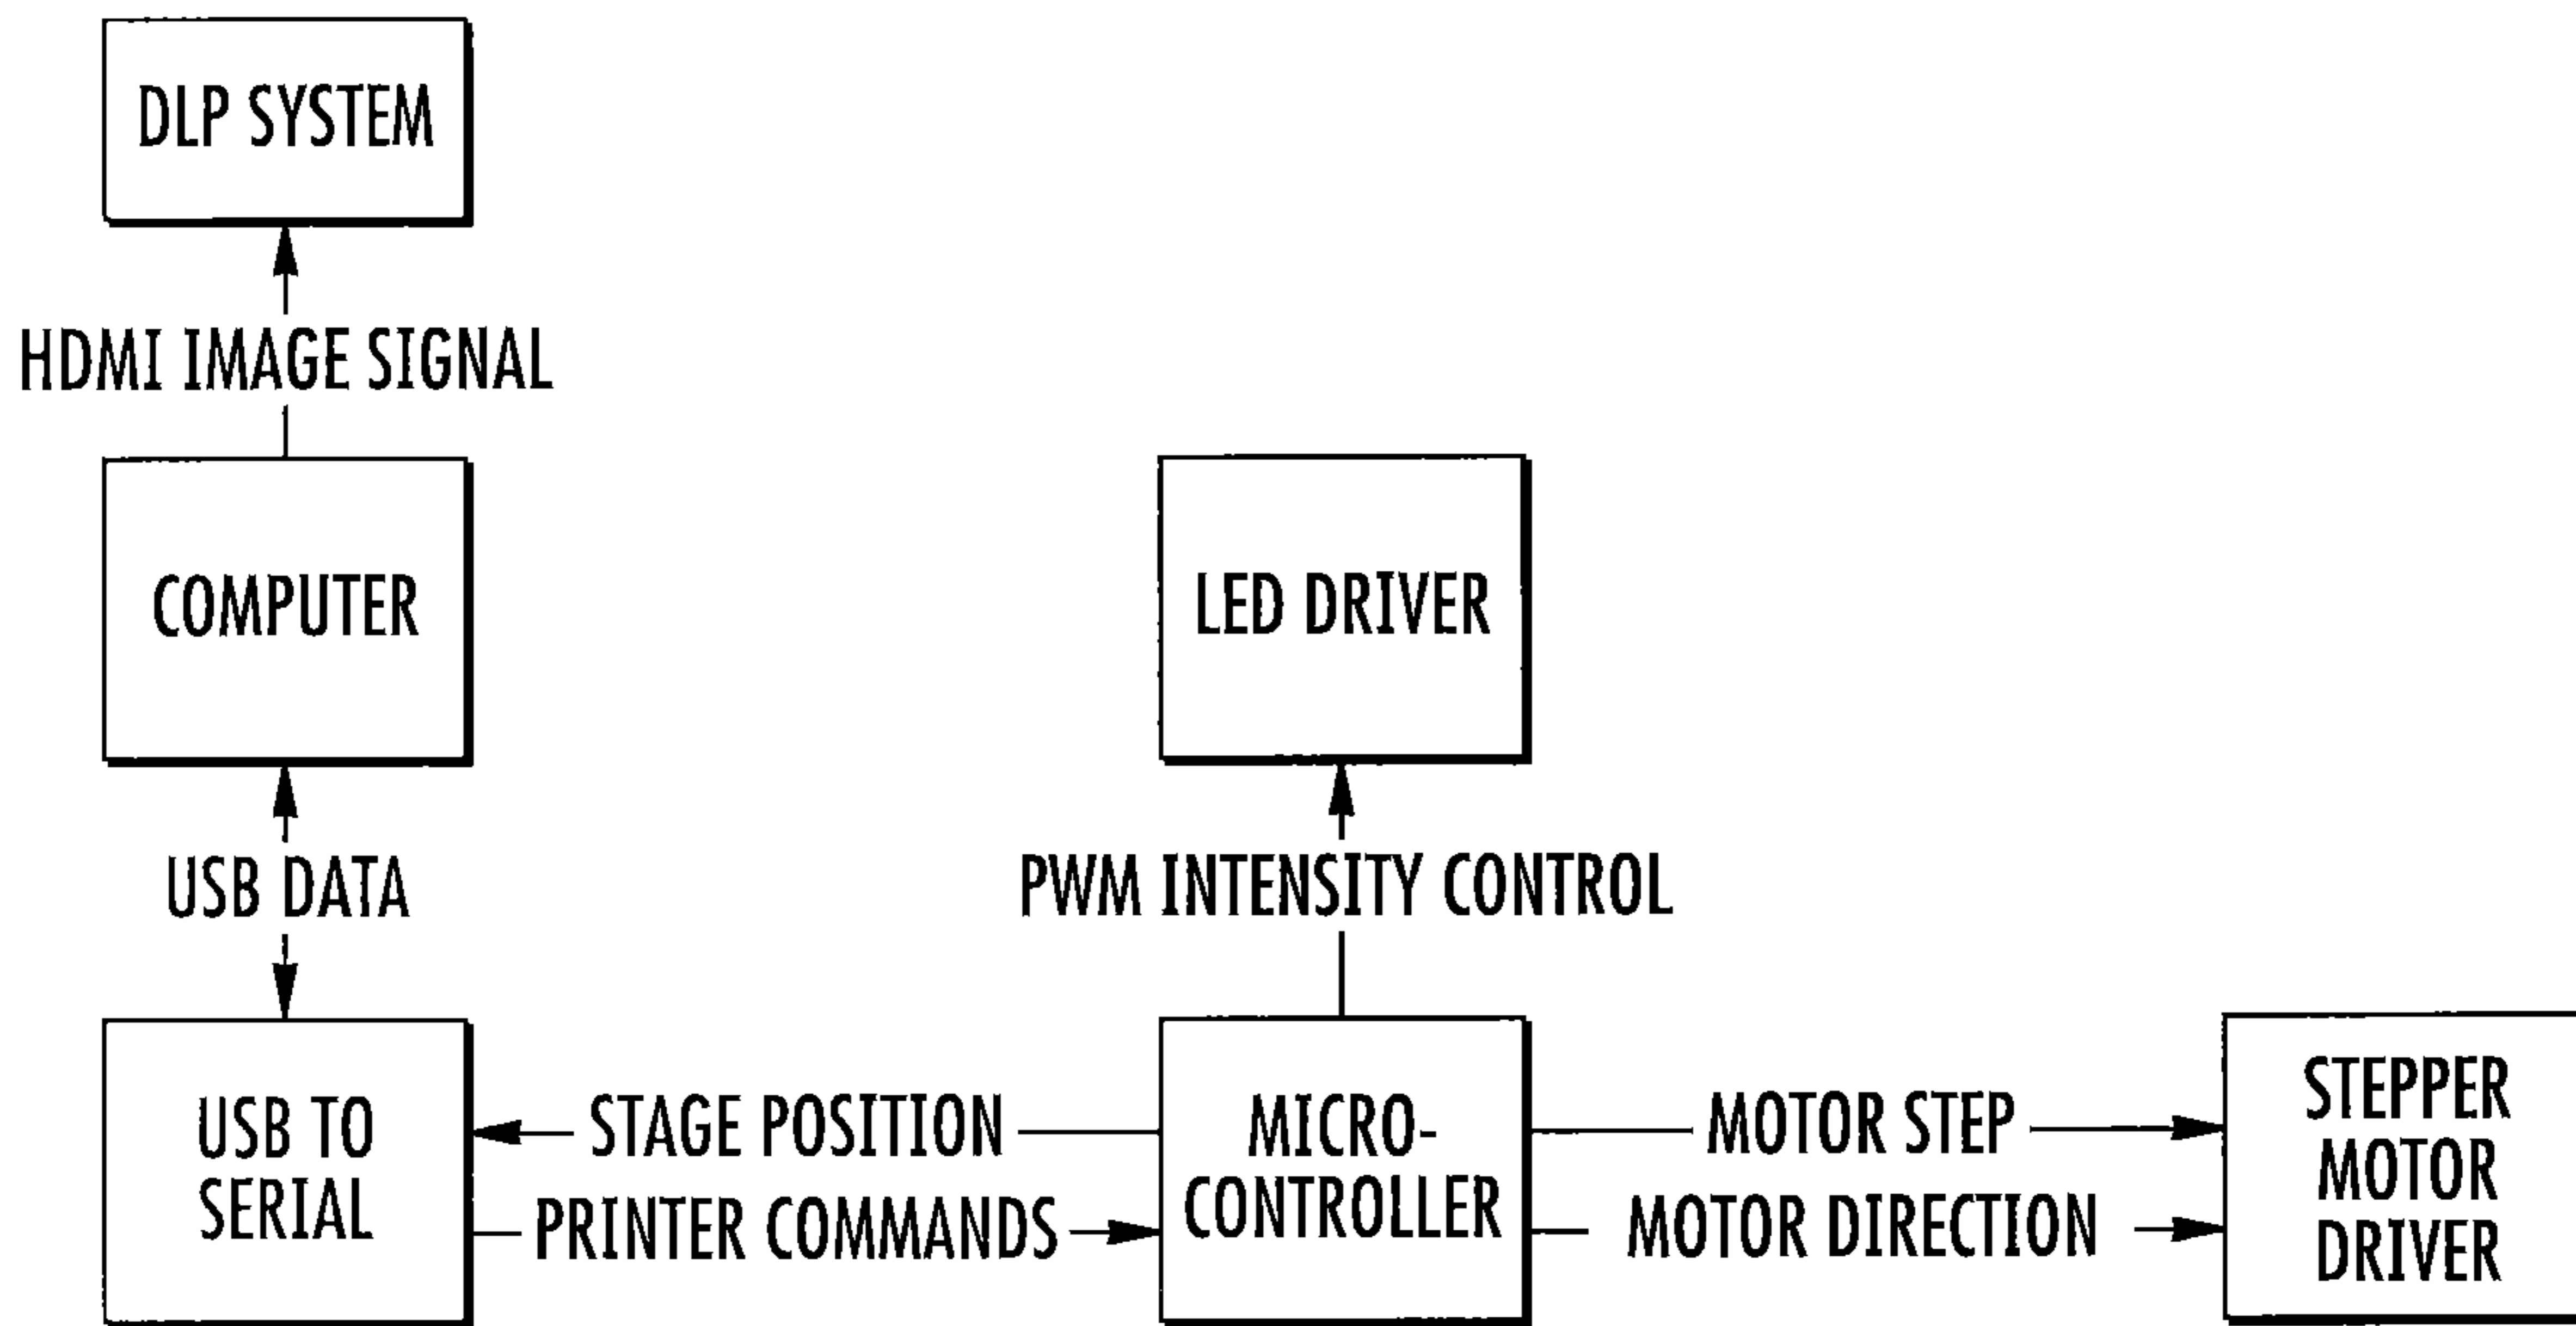 DLP SYSTEM
HDMI IMAGE SIGNAL
COMPUTER
LED DRIVER
USB DATA
PWM INTENSITY CONTROL
USB TO
SERIAL
STAGE POSITION
PRINTER COMMANDS
MICRO-
CONTROLLER
MOTOR STEP
MOTOR DIRECTION
STEPPER
MOTOR
DRIVER